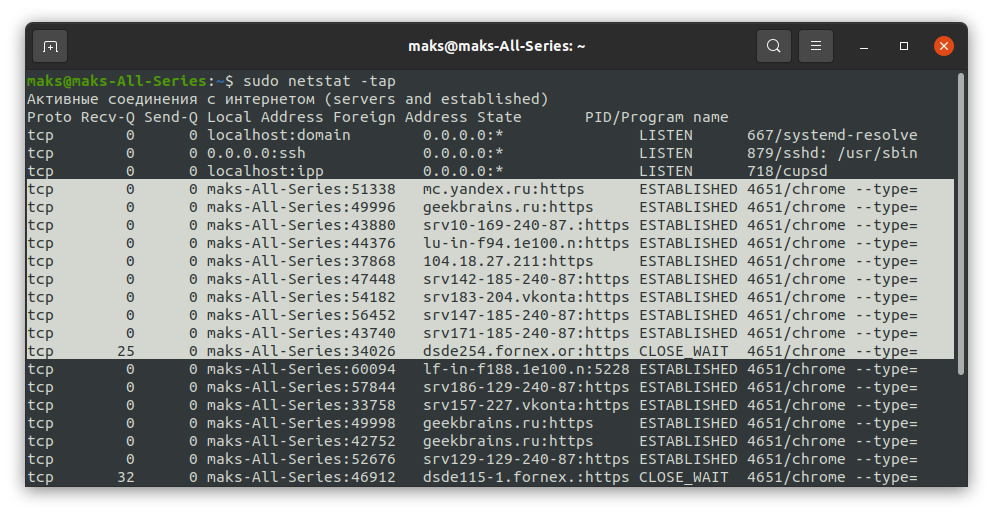 maks@maks-All-Series: ~
maks@maks-All-Series:~$ sudo netstat -tap
Активные соединения с интернетом (servers and established)
Proto Recv-Q Send-Q Local Address Foreign Address State       PID/Program name
tcp        0      0 localhost:domain        0.0.0.0:*               LISTEN      667/systemd-resolve
tcp        0      0 0.0.0.0:ssh             0.0.0.0:*               LISTEN      879/sshd: /usr/sbin
tcp        0      0 localhost:ipp           0.0.0.0:*               LISTEN      718/cupsd
tcp        0      0 maks-All-Series:51338   mc.yandex.ru:https      ESTABLISHED 4651/chrome --type=
tcp        0      0 maks-All-Series:49996   geekbrains.ru:https     ESTABLISHED 4651/chrome --type=
tcp        0      0 maks-All-Series:43880   srv10-169-240-87.:https ESTABLISHED 4651/chrome --type=
tcp        0      0 maks-All-Series:44376   lu-in-f94.1e100.n:https ESTABLISHED 4651/chrome --type=
tcp        0      0 maks-All-Series:37868   104.18.27.211:https     ESTABLISHED 4651/chrome --type=
tcp        0      0 maks-All-Series:47448   srv142-185-240-87:https ESTABLISHED 4651/chrome --type=
tcp        0      0 maks-All-Series:54182   srv183-204.vkonta:https ESTABLISHED 4651/chrome --type=
tcp        0      0 maks-All-Series:56452   srv147-185-240-87:https ESTABLISHED 4651/chrome --type=
tcp        0      0 maks-All-Series:43740   srv171-185-240-87:https ESTABLISHED 4651/chrome --type=
tcp       25      0 maks-All-Series:34026   dsde254.fornex.or:https CLOSE_WAIT  4651/chrome --type=
tcp        0      0 maks-All-Series:60094   lf-in-f188.1e100.n:5228 ESTABLISHED 4651/chrome --type=
tcp        0      0 maks-All-Series:57844   srv186-129-240-87:https ESTABLISHED 4651/chrome --type=
tcp        0      0 maks-All-Series:33758   srv157-227.vkonta:https ESTABLISHED 4651/chrome --type=
tcp        0      0 maks-All-Series:49998   geekbrains.ru:https     ESTABLISHED 4651/chrome --type=
tcp        0      0 maks-All-Series:42752   geekbrains.ru:https     ESTABLISHED 4651/chrome --type=
tcp        0      0 maks-All-Series:52676   srv129-129-240-87:https ESTABLISHED 4651/chrome --type=
tcp       32      0 maks-All-Series:46912   dsde115-1.fornex.:https CLOSE_WAIT  4651/chrome --type=